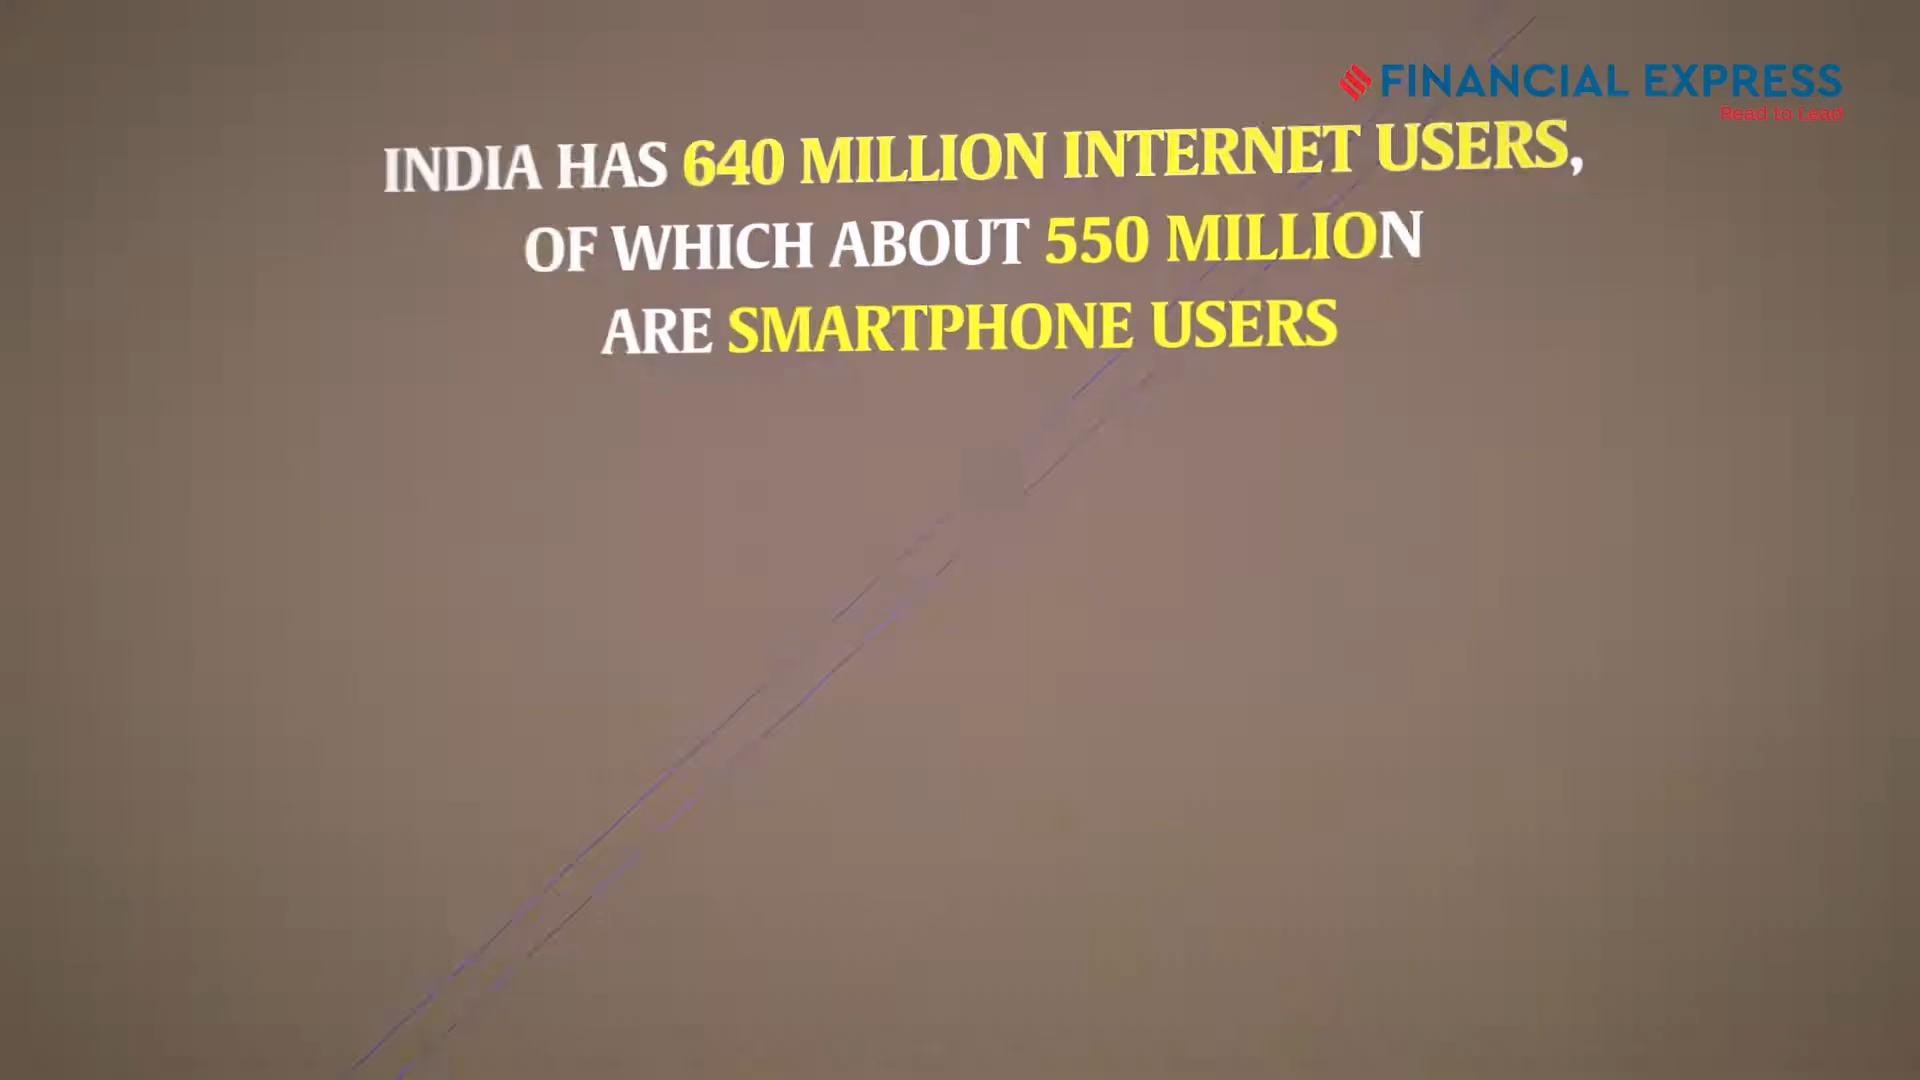 FINANCIAL EXPRESS
Read to Lead
INDIA HAS 640 MILLION INTERNET USERS,
OF WHICH ABOUT 550 MILLION
ARE SMARTPHONE USERS